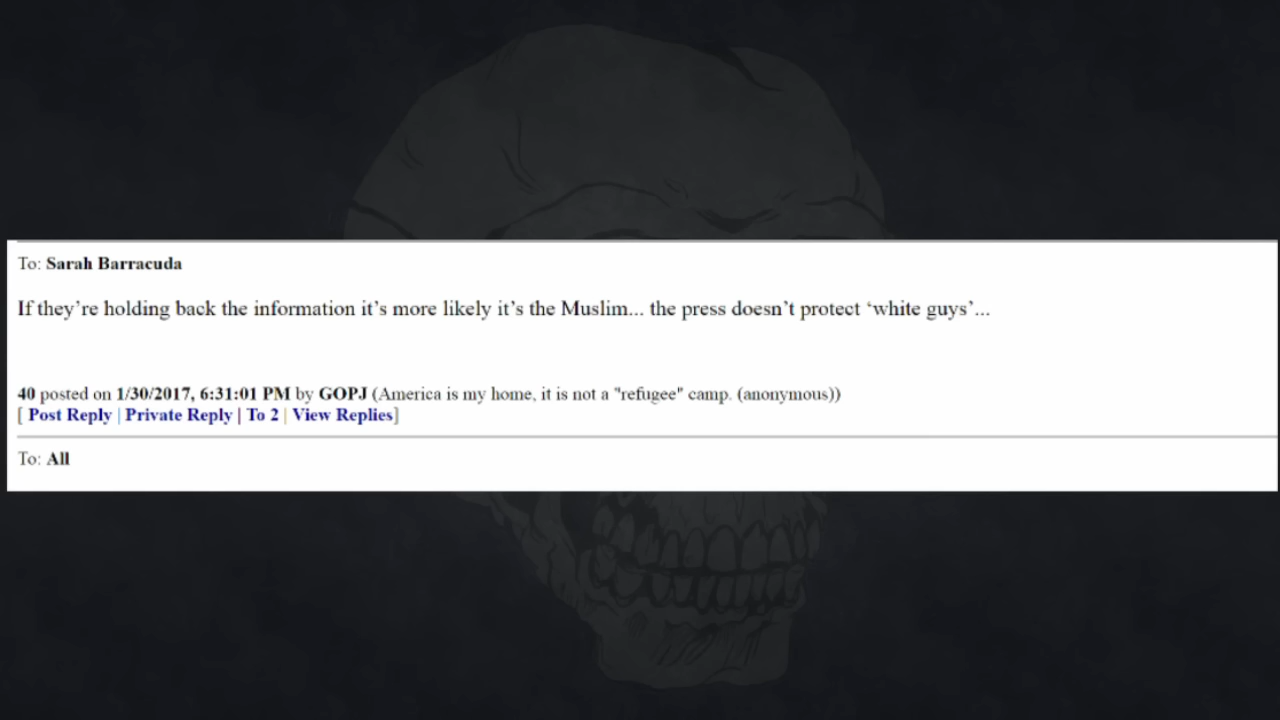 To: Sarah Barracuda
If they’re holding back the information it’s more likely it’s the Muslim... the press doesn’t protect ‘white guys’...
40 posted on 1/30/2017, 6:31:01 PM by GOPJ (America is my home, it is not a "refugee" camp. (anonymous))
[ Post Reply | Private Reply | To 2 | View Replies]
To: All